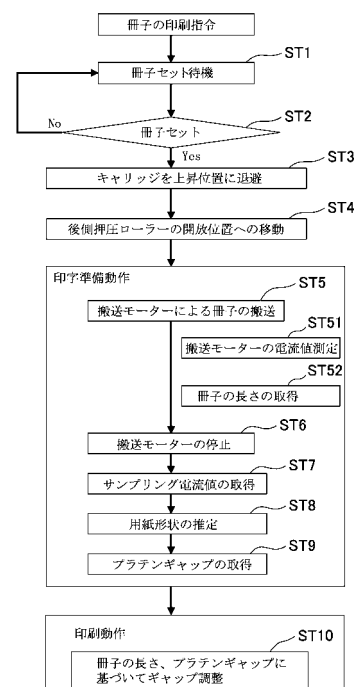 冊子の印刷指令
ST1
冊子セット待機
ST2
No
冊子セット
Yes
ST3
キャリッジを上昇位置に退避
ST4
後側押圧ローラーの開放位置への移動
印字準備動作
ST5
搬送モーターによる冊子の搬送
ST51
搬送モーターの電流値測定
ST52
冊子の長さの取得
ST6
搬送モーターの停止
ST7
サンプリング電流値の取得
ST8
用紙形状の推定
ST9
プラテンギャップの取得
印刷動作
ST10
冊子の長さ、プラテンギャップに
基づいてギャップ調整